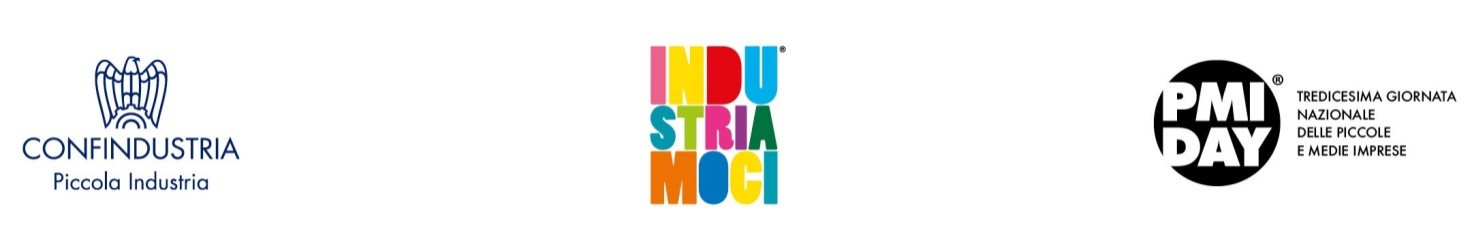 CONFINDUSTRIA
Piccola Industria
INDU®
STRIA
MOCI
PMI®
DAY
TREDICESIMA GIORNATA
NAZIONALE
DELLE PICCOLE
E MEDIE IMPRESE